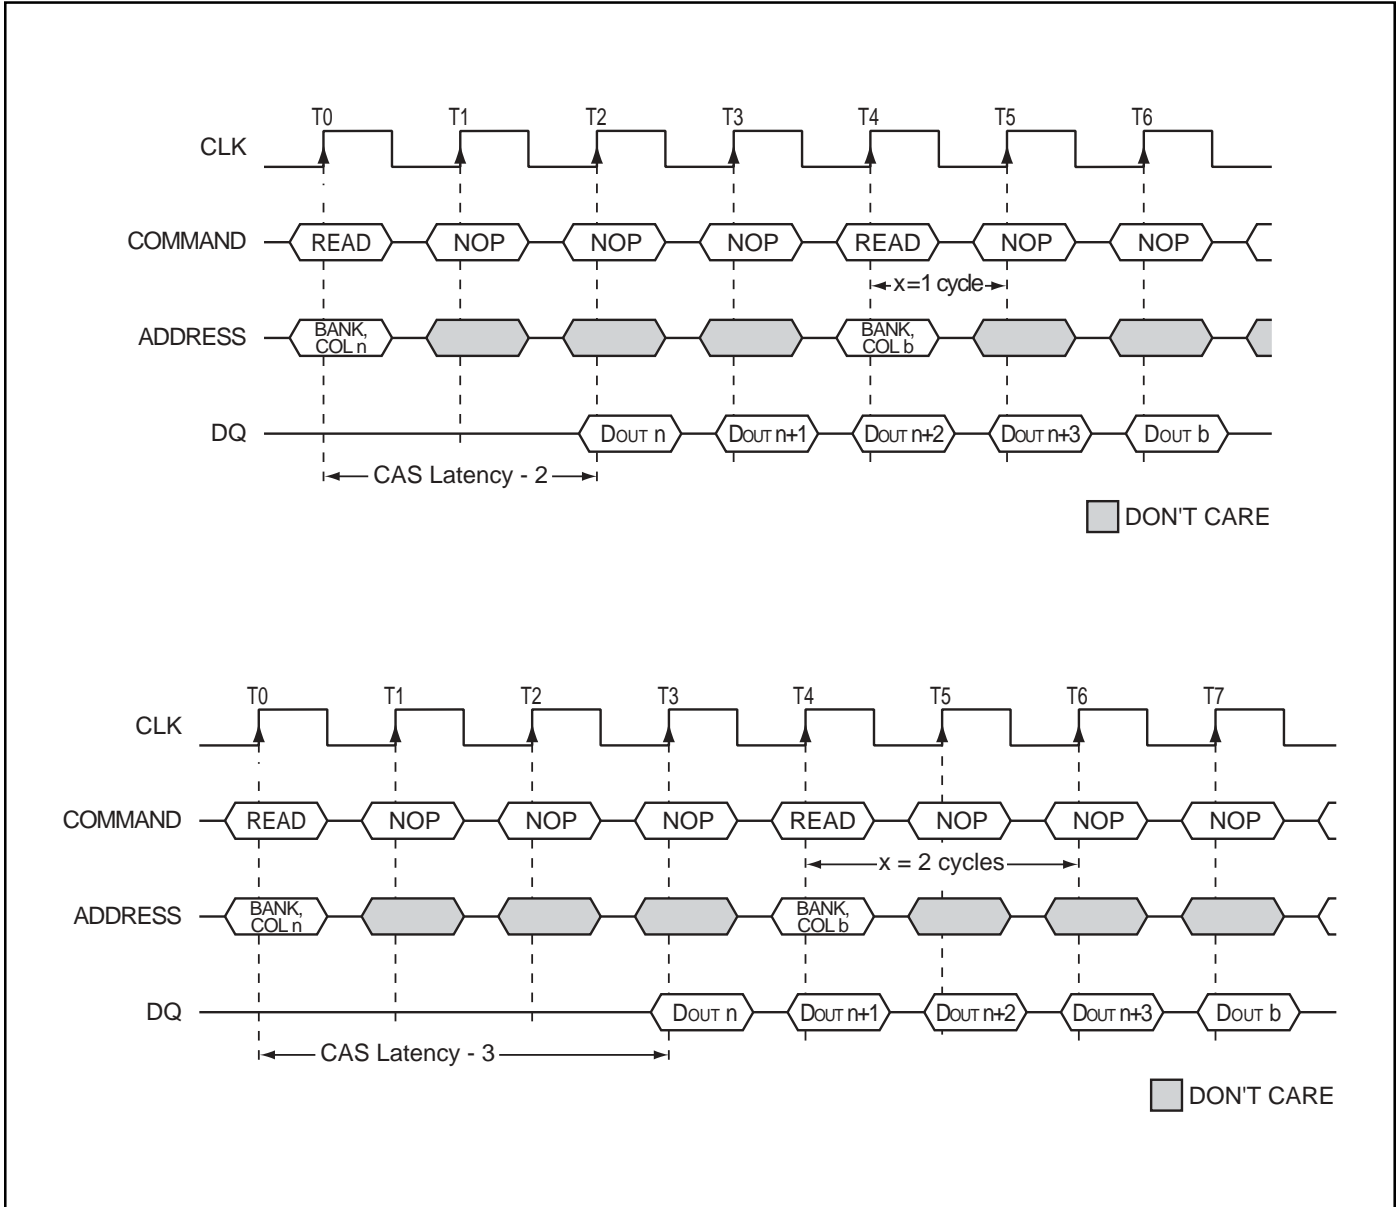 T0 T1 T2 T3 T4 T5 T6
CLK
COMMAND READ NOP NOP NOP READ NOP NOP
x=1 cycle
ADDRESS BANK, COL n BANK, COL b
DQ DOUT n DOUT n+1 DOUT n+2 DOUT n+3 DOUT b
CAS Latency - 2
DON'T CARE
T0 T1 T2 T3 T4 T5 T6 T7
CLK
COMMAND READ NOP NOP NOP READ NOP NOP NOP
x = 2 cycles
ADDRESS BANK, COL n BANK, COL b
DQ DOUT n DOUT n+1 DOUT n+2 DOUT n+3 DOUT b
CAS Latency - 3
DON'T CARE